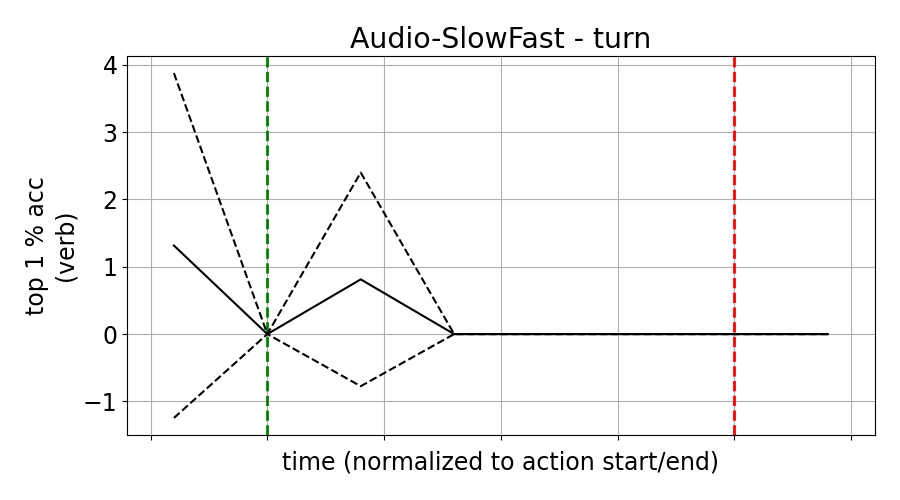 Audio-SlowFast - turn
4
3
2
1
0
−1
top 1 % acc
(verb)
time (normalized to action start/end)